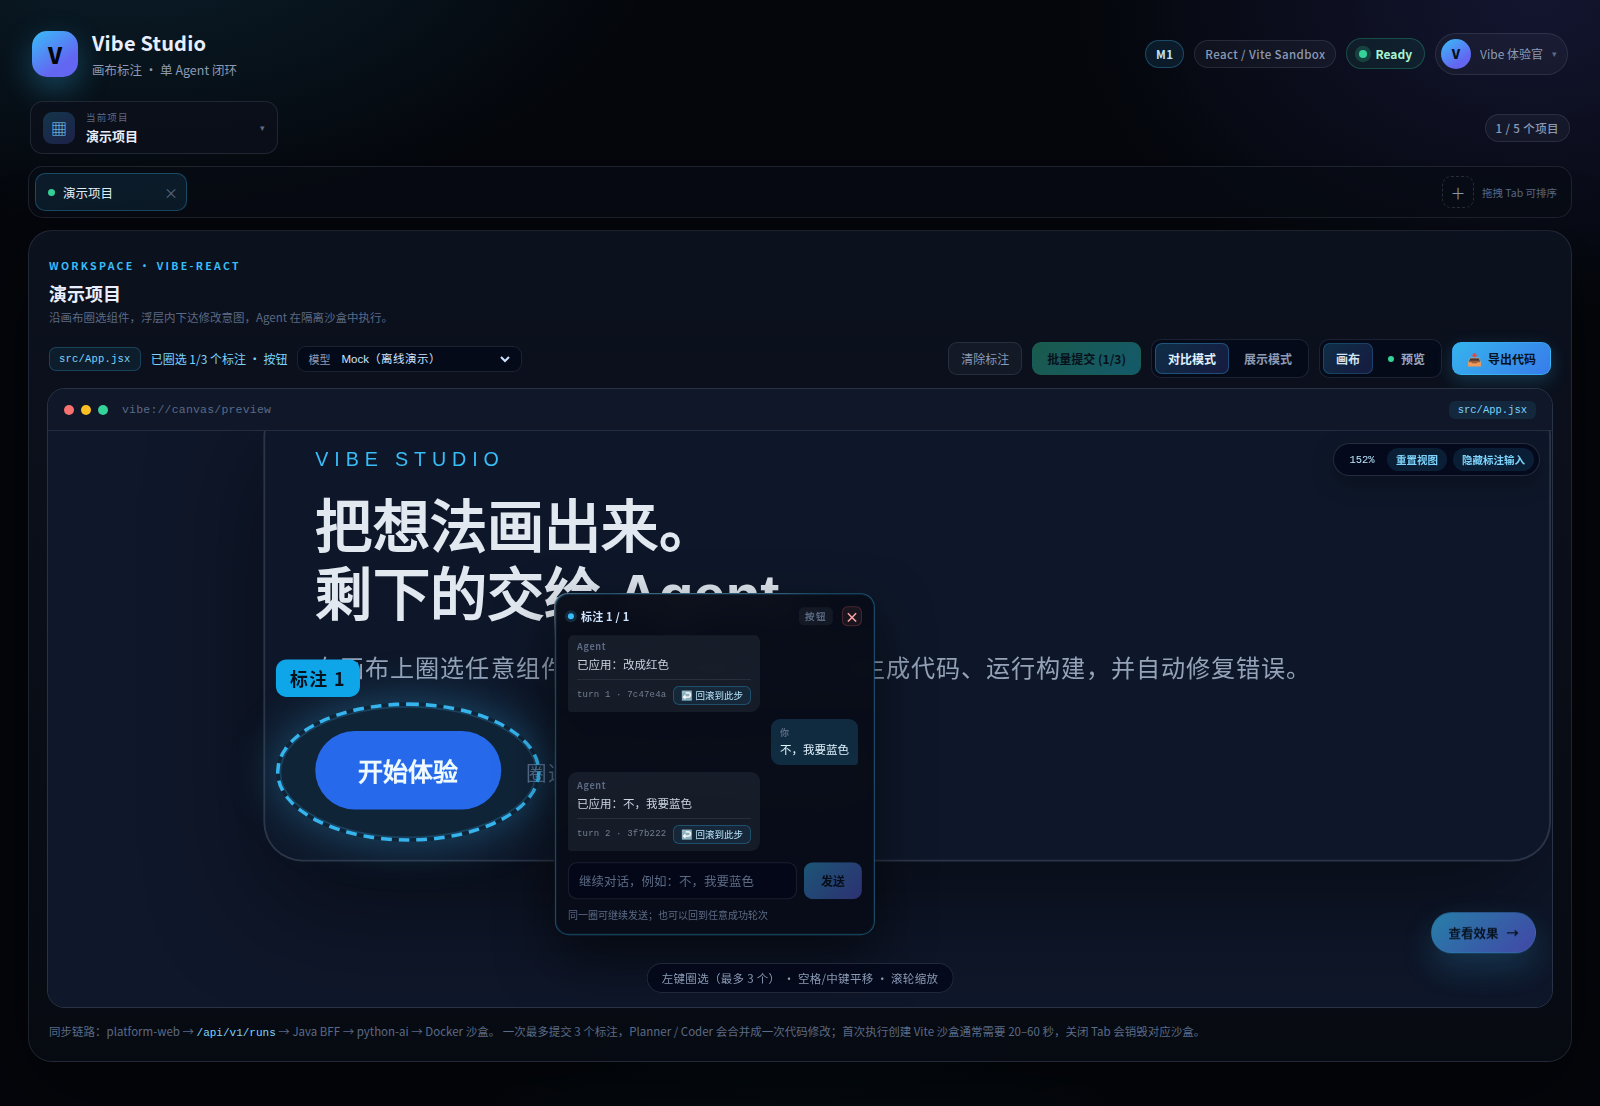 V
Vibe Studio
画布标注 · 单 Agent 闭环
M1
React / Vite Sandbox
Ready
V
Vibe 体验官
当前项目
演示项目
1 / 5 个项目
演示项目
拖拽 Tab 可排序
WORKSPACE · VIBE-REACT
演示项目
沿画布圈选组件，浮层内下达修改意图，Agent 在隔离沙盒中执行。
src/App.jsx
已圈选 1/3 个标注 · 按钮
模型
Mock（离线演示）
清除标注
批量提交 (1/3)
对比模式
展示模式
画布
预览
导出代码
vibe://canvas/preview
src/App.jsx
VIBE STUDIO
152%
重置视图
隐藏标注输入
把想法画出来。
剩下的交给 Agent
标注 1 / 1
按钮
Agent
已应用：改成红色
turn 1 · 7c47e4a
回滚到此步
画布上圈选任意组件
生成代码、运行构建，并自动修复错误。
标注 1
你
不，我要蓝色
开始体验
圈选
Agent
已应用：不，我要蓝色
turn 2 · 3f7b222
回滚到此步
继续对话，例如：不，我要蓝色
发送
同一圈可继续发送；也可以回到任意成功轮次
查看效果 →
左键圈选（最多 3 个） · 空格/中键平移 · 滚轮缩放
同步链路：platform-web → /api/v1/runs → Java BFF → python-ai → Docker 沙盒。 一次最多提交 3 个标注，Planner / Coder 会合并成一次代码修改；首次执行创建 Vite 沙盒通常需要 20–60 秒，关闭 Tab 会销毁对应沙盒。